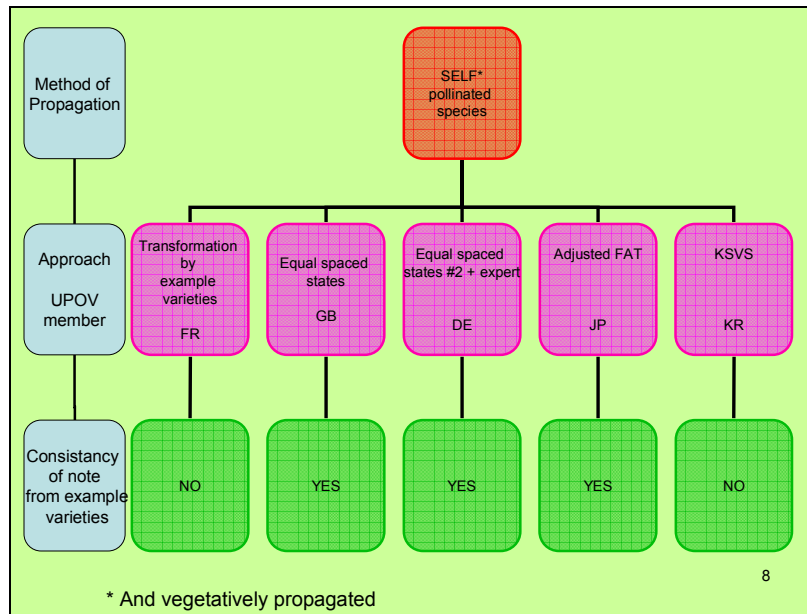 Method of
Propagation
SELF*
pollinated
species
Approach
UPOV
member
Transformation
by
example
varieties
FR
Equal spaced
states
GB
Equal spaced
states #2 + expert
DE
Adjusted FAT
JP
KSVS
KR
Consistancy
of note
from example
varieties
NO
YES
YES
YES
NO
8
* And vegetatively propagated